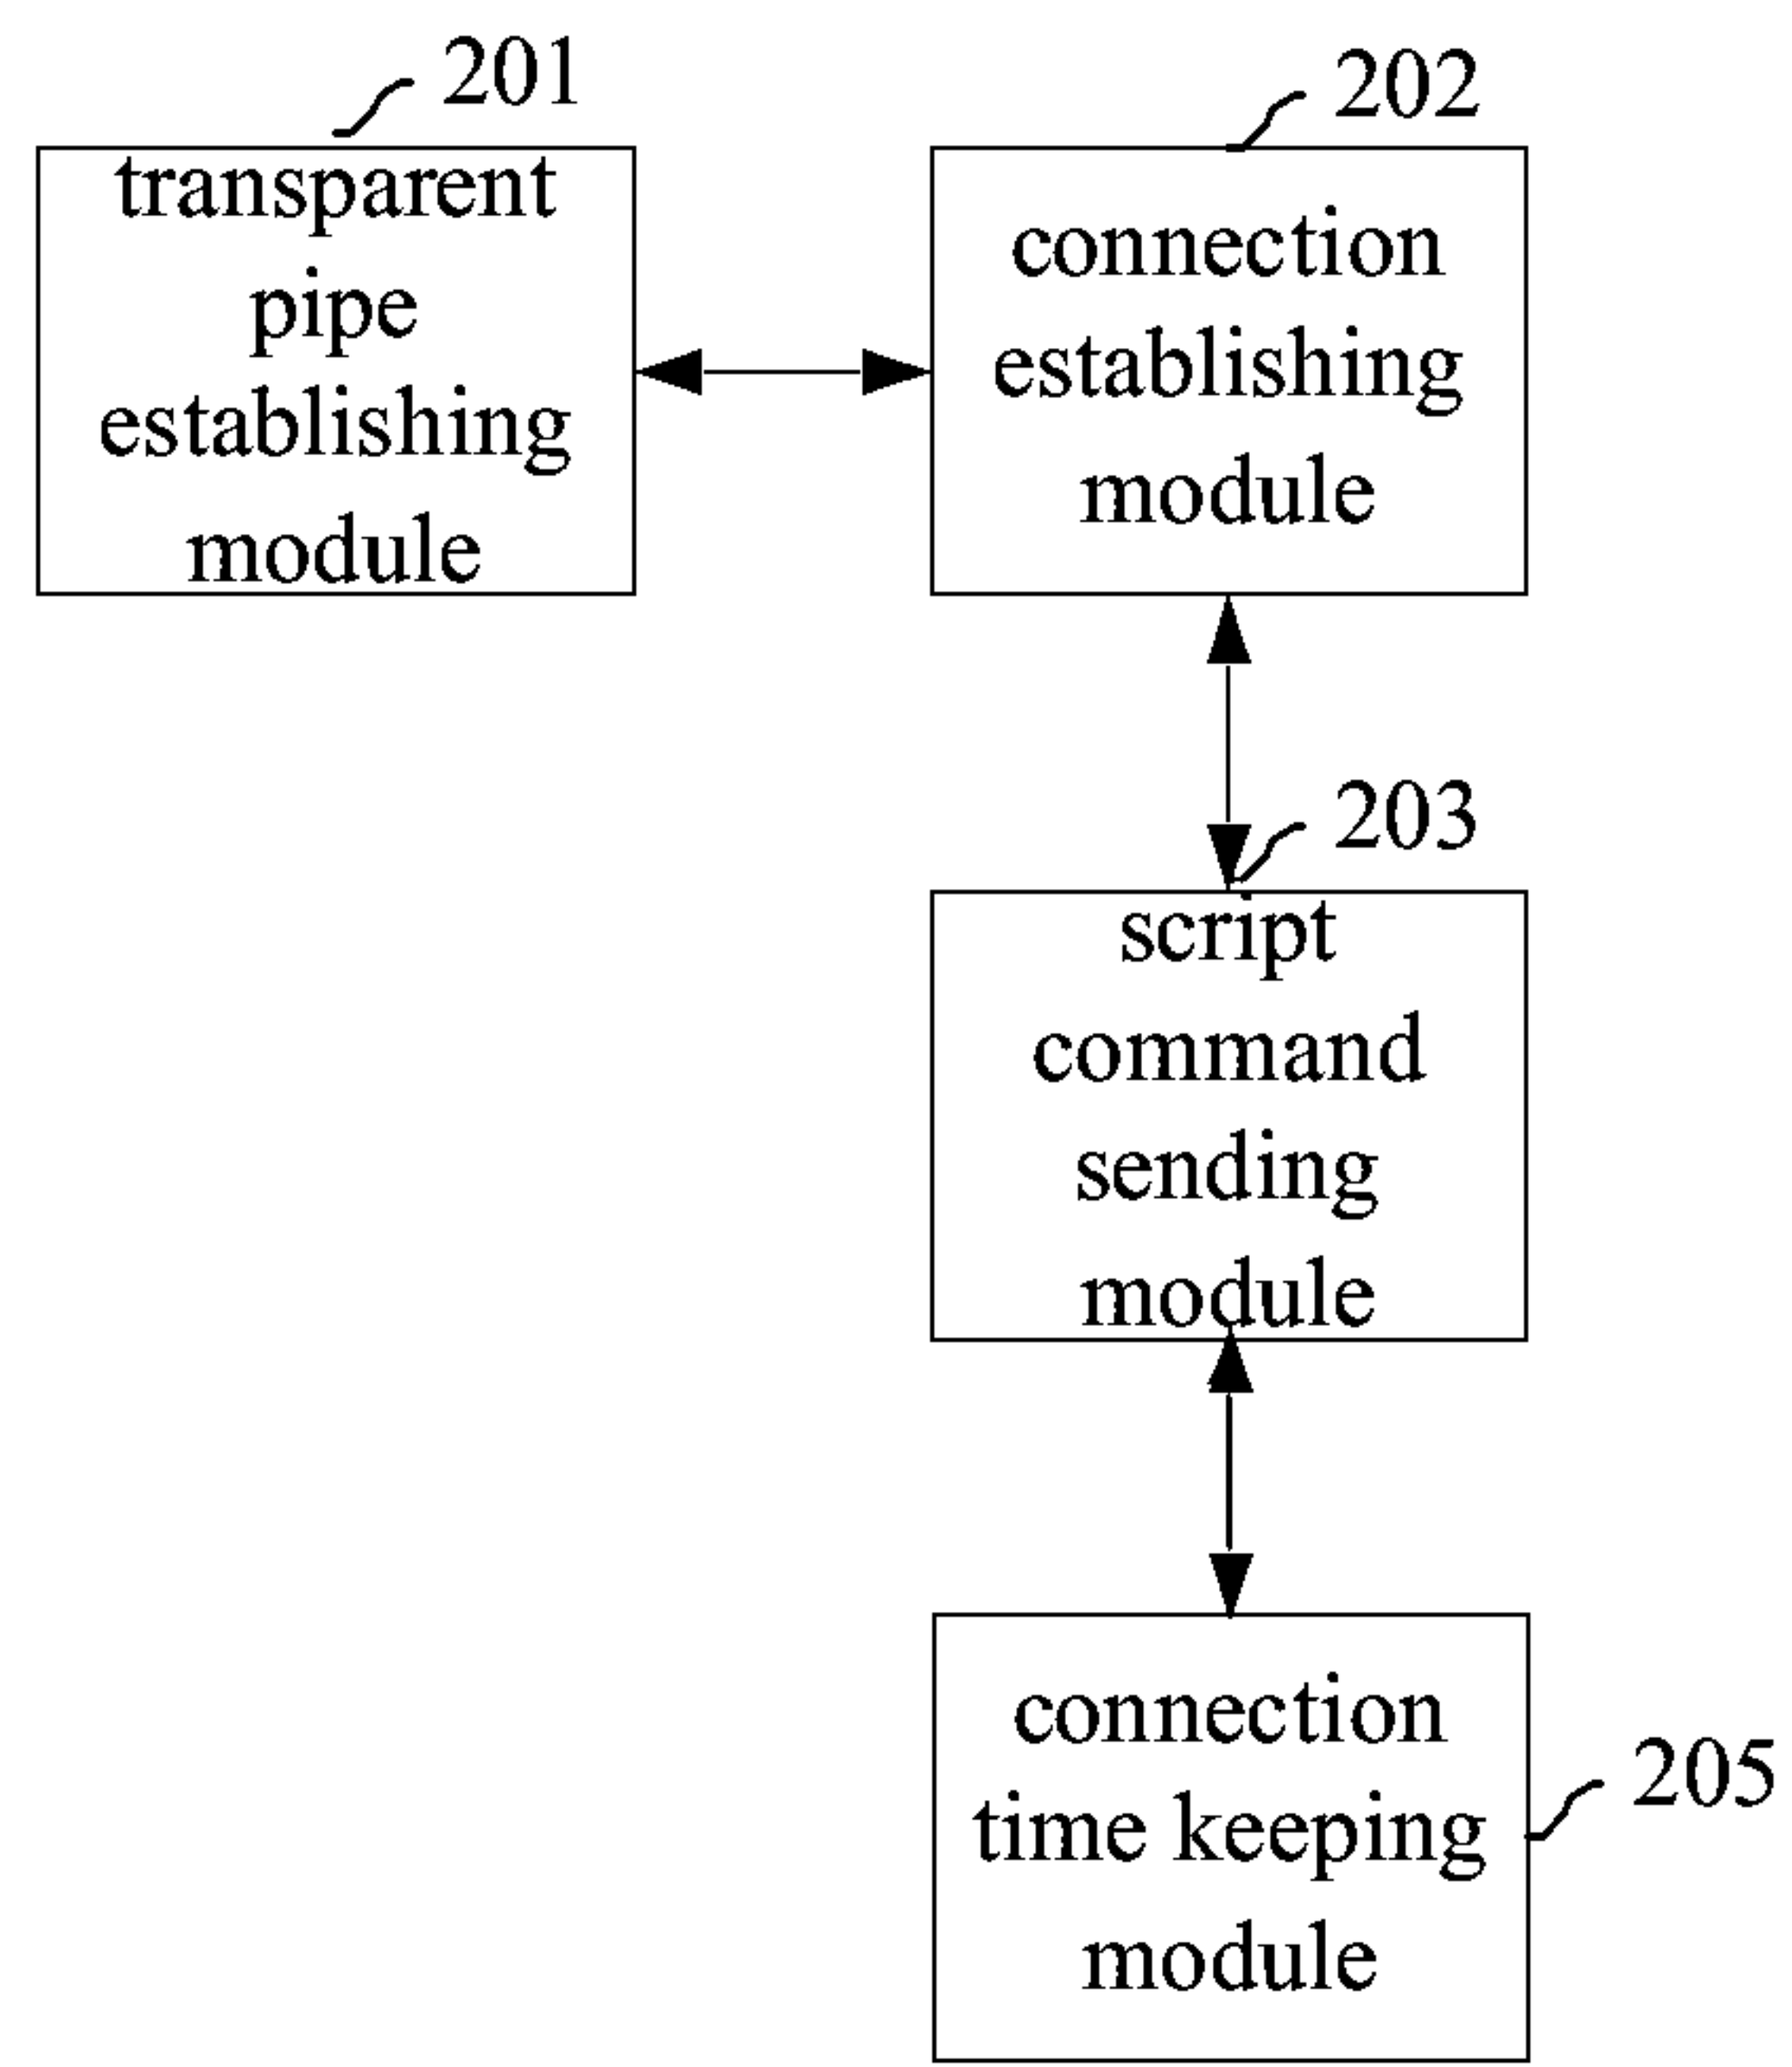 201
transparent
pipe
establishing
module
202
connection
establishing
module
203
script
command
sending
module
connection
time keeping
module
205